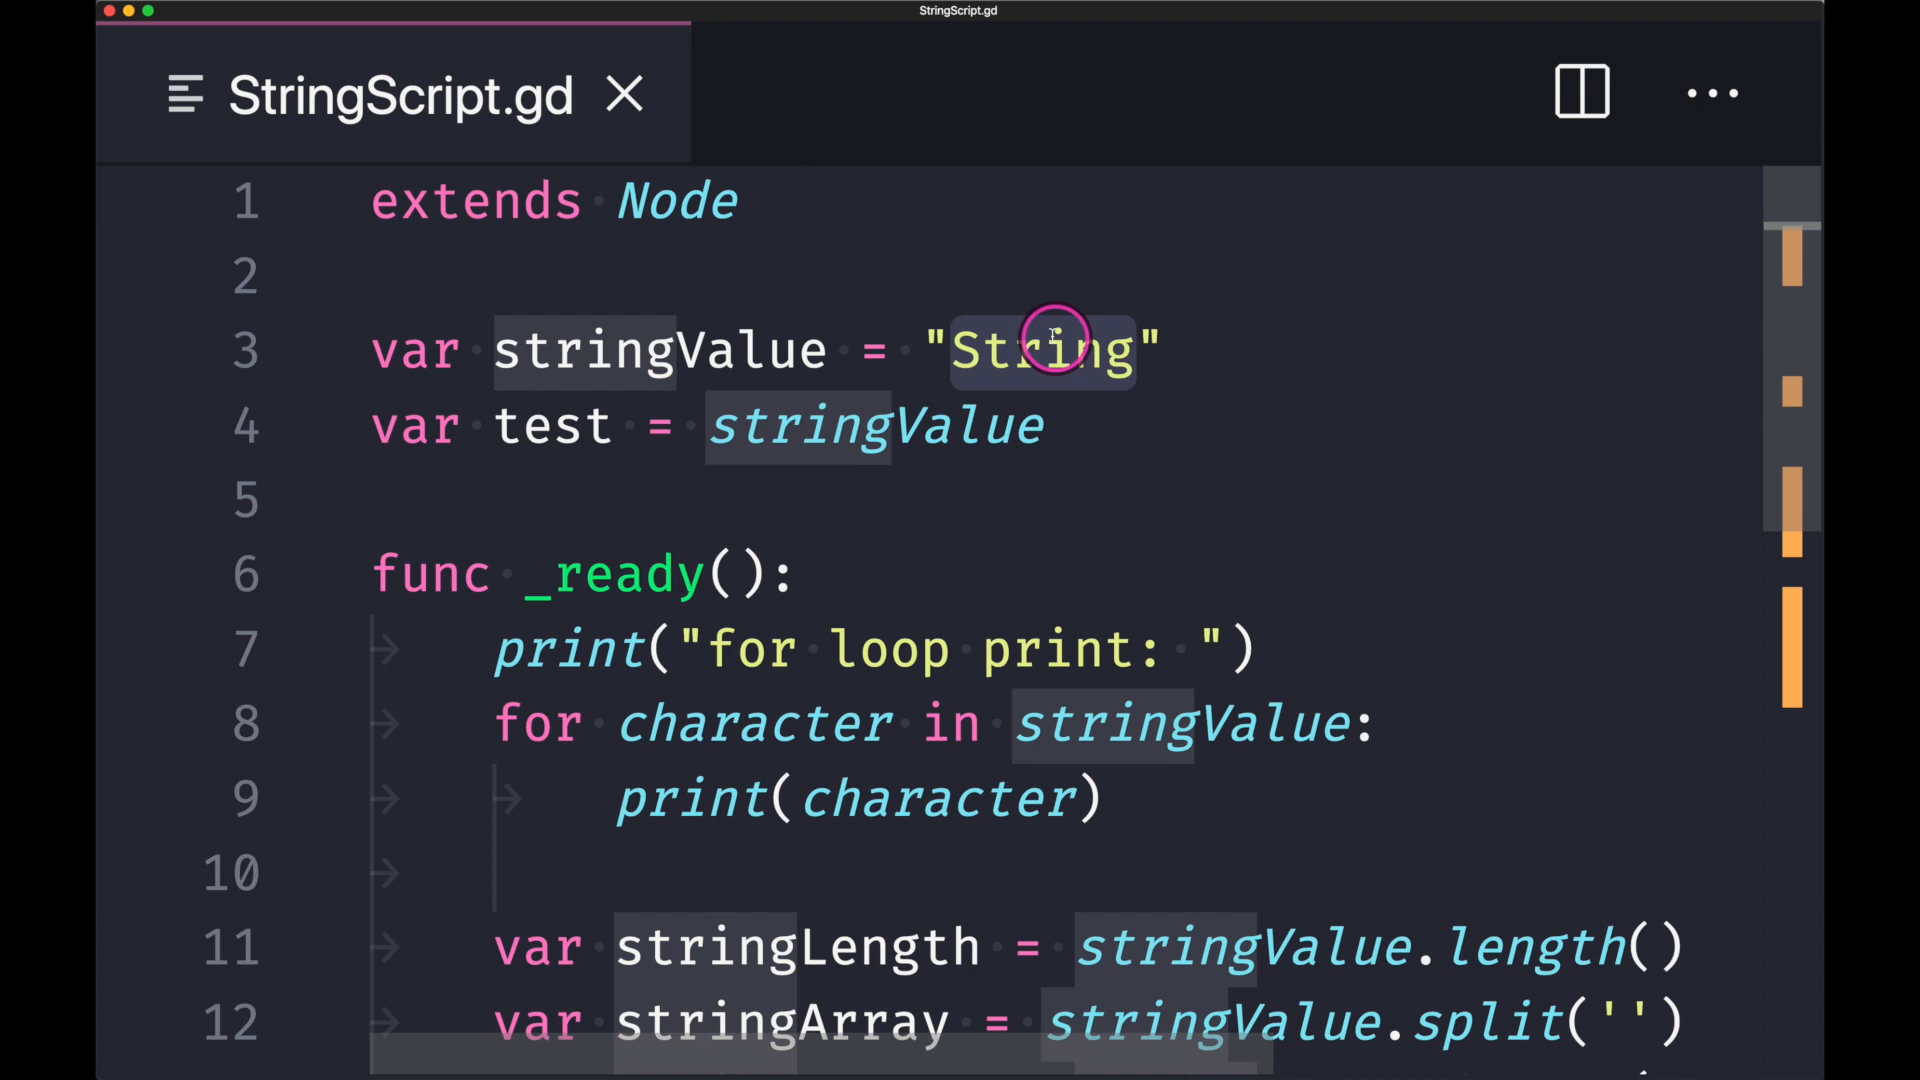 StringScript.gd
StringScript.gd
1 extends Node
2
3 var stringValue = "String"
4 var test = stringValue
5
6 func _ready():
7 print("for loop print: ")
8 for character in stringValue:
9 print(character)
10
11 var stringLength = stringValue.length()
12 var stringArray = stringValue.split('')